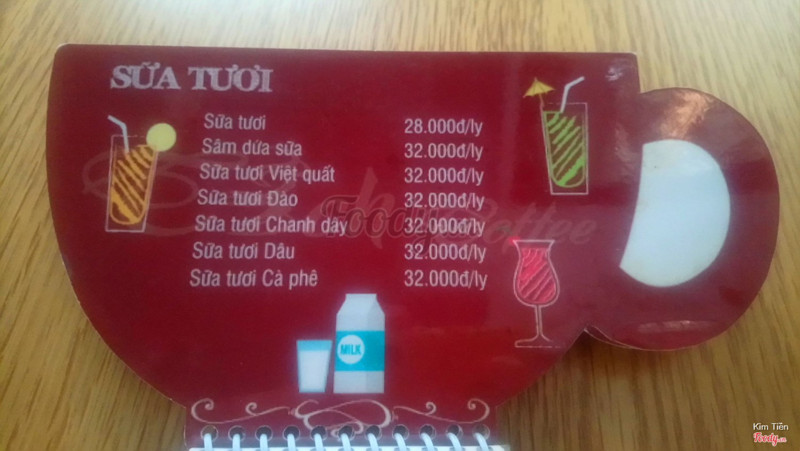 SỮA TƯƠI
Sữa tươi 28.000đ/ly
Sâm dứa sữa 32.000đ/ly
Sữa tươi Việt quất 32.000đ/ly
Sữa tươi Đào 32.000đ/ly
Sữa tươi Chanh dây 32.000đ/ly
Sữa tươi Dâu 32.000đ/ly
Sữa tươi Cà phê 32.000đ/ly
Coffee
MILK
Kim Tiền
Foody.vn